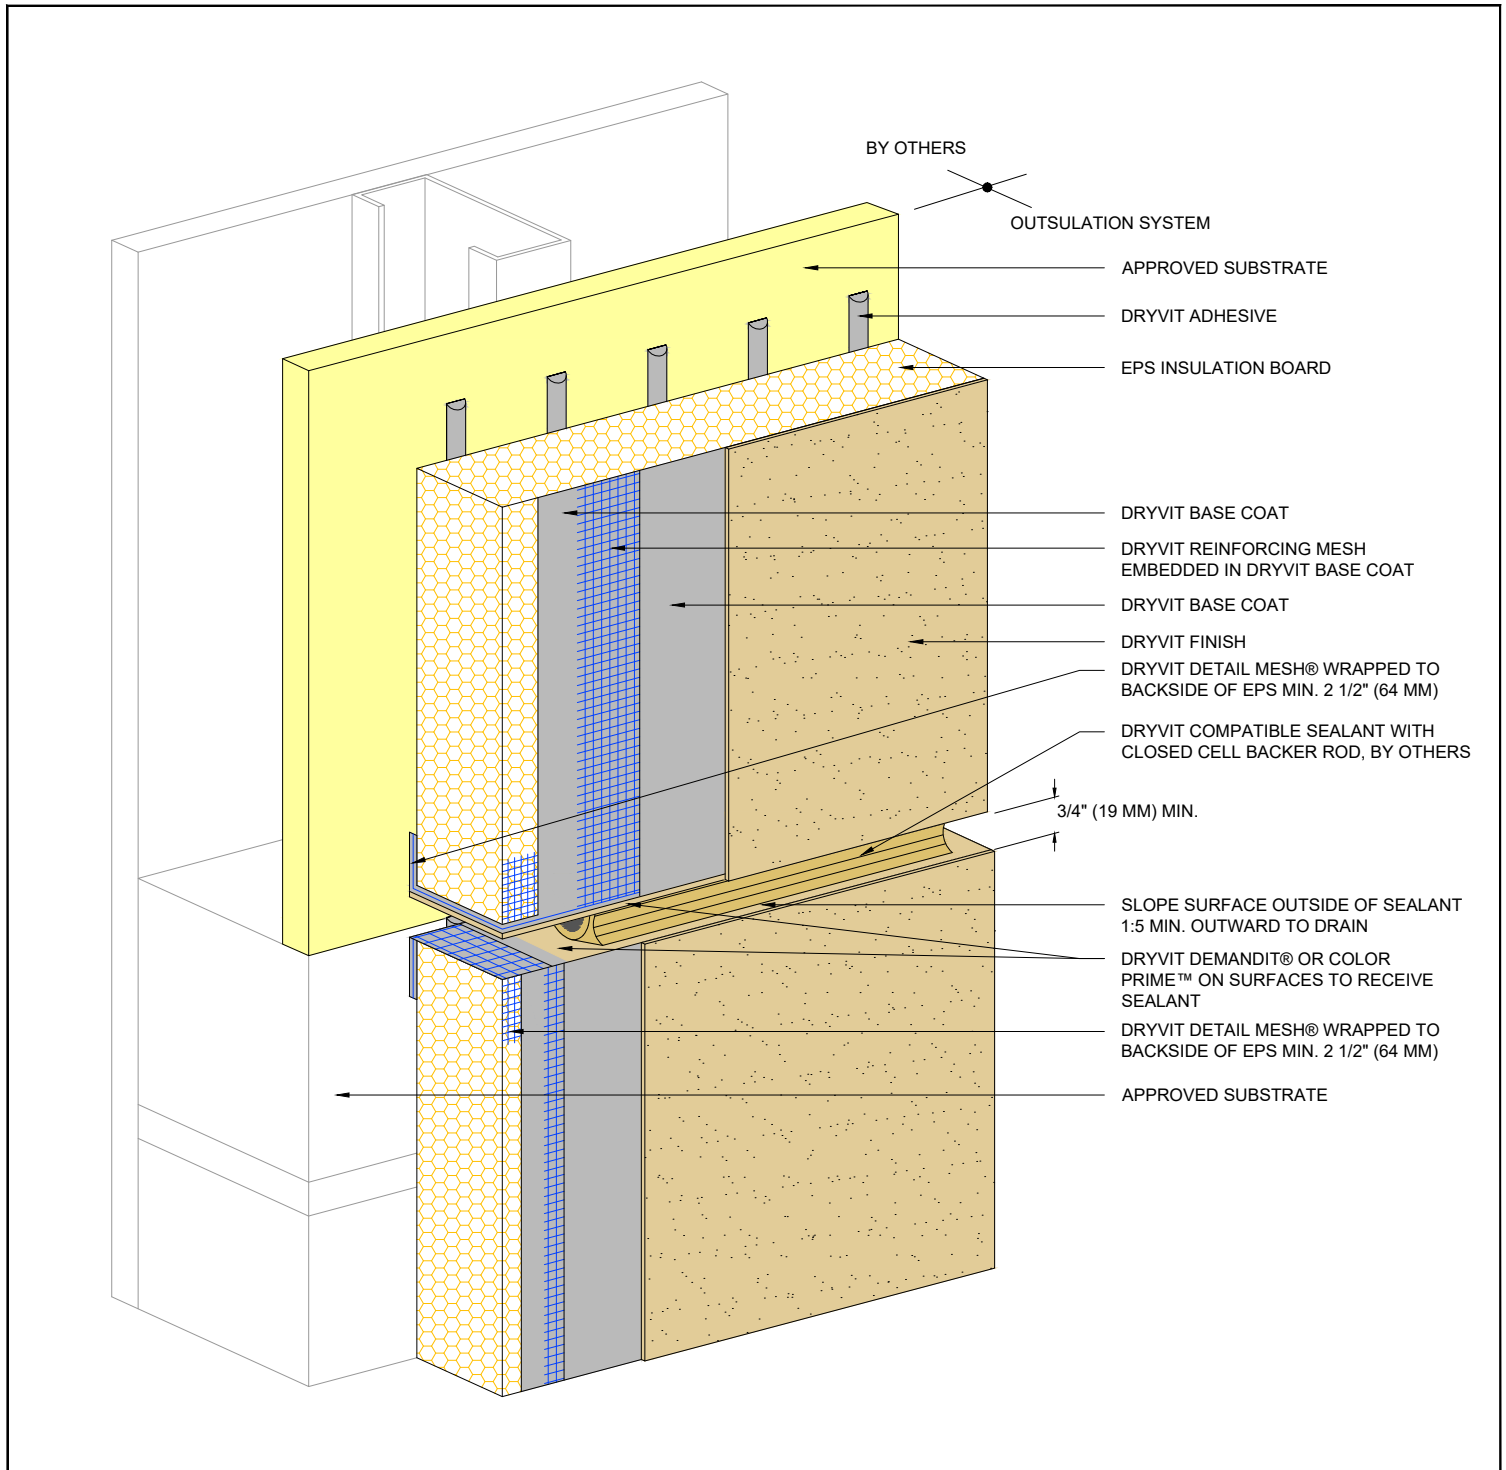 BY OTHERS
OUTSULATION SYSTEM
APPROVED SUBSTRATE
DRYVIT ADHESIVE
EPS INSULATION BOARD
DRYVIT BASE COAT
DRYVIT REINFORCING MESH
EMBEDDED IN DRYVIT BASE COAT
DRYVIT BASE COAT
DRYVIT FINISH
DRYVIT DETAIL MESH® WRAPPED TO
BACKSIDE OF EPS MIN. 2 1/2" (64 MM)
DRYVIT COMPATIBLE SEALANT WITH
CLOSED CELL BACKER ROD, BY OTHERS
3/4" (19 MM) MIN.
SLOPE SURFACE OUTSIDE OF SEALANT
1:5 MIN. OUTWARD TO DRAIN
DRYVIT DEMANDIT® OR COLOR
PRIME™ ON SURFACES TO RECEIVE
SEALANT
DRYVIT DETAIL MESH® WRAPPED TO
BACKSIDE OF EPS MIN. 2 1/2" (64 MM)
APPROVED SUBSTRATE